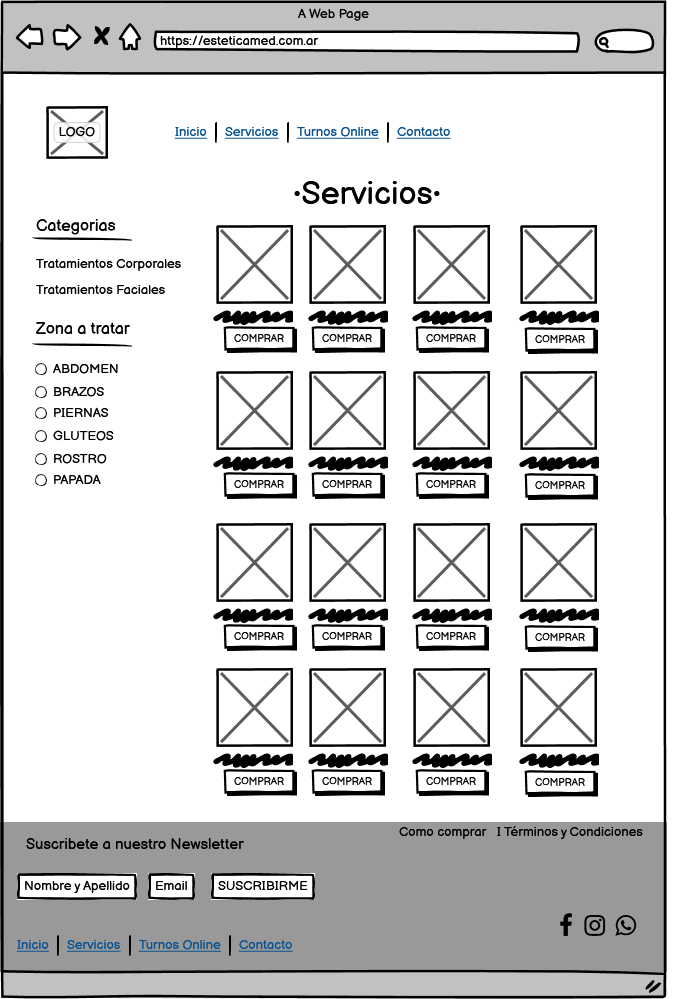 A Web Page
https://esteticamed.com.ar
LOGO
Inicio | Servicios | Turnos Online | Contacto
·Servicios·
Categorias
Tratamientos Corporales
Tratamientos Faciales
Zona a tratar
ABDOMEN
BRAZOS
PIERNAS
GLUTEOS
ROSTRO
PAPADA
COMPRAR COMPRAR COMPRAR COMPRAR
COMPRAR COMPRAR COMPRAR COMPRAR
COMPRAR COMPRAR COMPRAR COMPRAR
COMPRAR COMPRAR COMPRAR COMPRAR
Como comprar I Términos y Condiciones
Suscribete a nuestro Newsletter
Nombre y Apellido Email SUSCRIBIRME
Inicio | Servicios | Turnos Online | Contacto